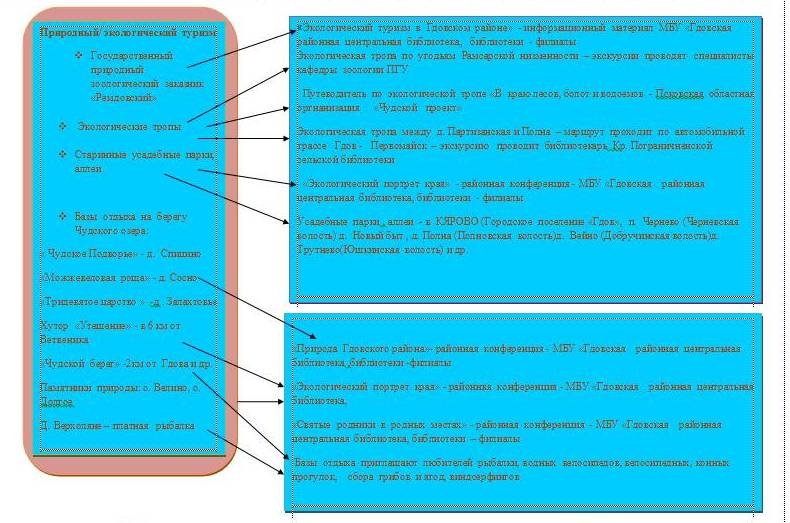 Природный/ экологический туризм
❖ Государственный
природный
зоологический заказник
«Ремдовский»
❖ Экологические тропы
❖ Старинные усадебные парки,
аллеи
❖ Базы отдыха на берегу
Чудского озера:
« Чудское Подворье» - д. Спицино
«Можжевеловая роща» - д. Сосно
«Тридевятое царство » -д . Залахтовье
Хутор «Утешение» - в 6 км от
Ветвеника
«Чудской берег» -2км от Гдова и др.
Памятники природы: о. Велино, о.
Долгое
Д. Верхоляне – платная рыбалка
«Экологический туризм в Гдовском районе» - информационный материал МБУ «Гдовская
районная центральная библиотека, библиотеки - филиалы
Экологическая тропа по угодьям Рамсарской низменности – экскурсии проводят специалисты
кафедры зоологии ПГУ
Путеводитель по экологической тропе «В краю лесов, болот и водоемов - Псковская областная
организация «Чудской проект»
Экологическая тропа между д. Партизанская и Полна – маршрут проходит по автомобильной
трассе Гдов - Первомайск – экскурсию проводит библиотекарь Кр. Пограничненской
сельской библиотеки
«Экологический портрет края» - районная конференция - МБУ «Гдовская районная
центральная библиотека, библиотеки - филиалы
Усадебные парки , аллеи - в КЯРОВО (Городское поселение «Гдов», п. Чернево (Черневская
волость) д. Новый быт , д. Полна (Полновская волость)д. Вейно (Добручинская волость)д.
Трутнево(Юшкинская волость) и др.
«Природа Гдовского района»- районная конференция - МБУ «Гдовская районная центральная
библиотека, библиотеки -филиалы
«Экологический портрет края» - районная конференция - МБУ «Гдовская районная центральная
библиотека,
«Святые родники в родных местах» - районная конференция - МБУ «Гдовская районная
центральная библиотека, библиотеки – филиалы
Базы отдыха приглашают любителей рыбалки, водных велосипедов, велосипедных, конных
прогулок, сбора грибов и ягод, виндсерфингов